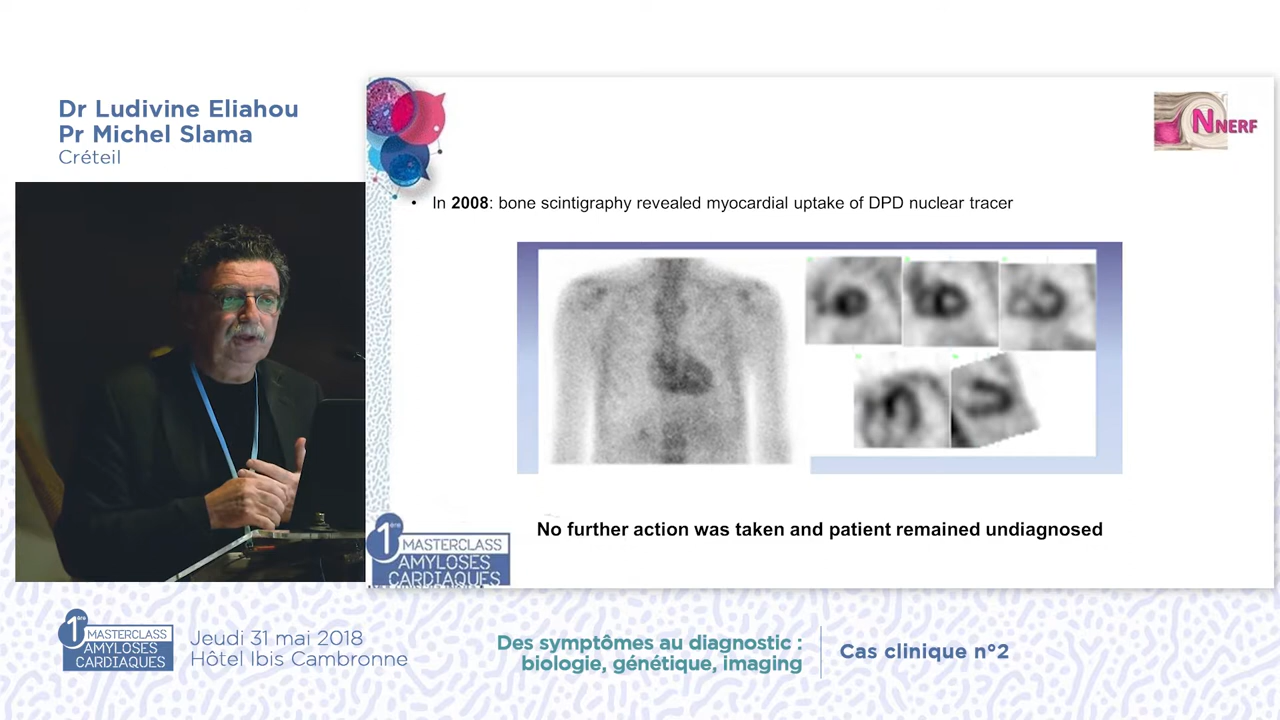 Dr Ludivine Eliahou
Pr Michel Slama
Créteil
NNERF
• In 2008: bone scintigraphy revealed myocardial uptake of DPD nuclear tracer
No further action was taken and patient remained undiagnosed
1ère
MASTERCLASS
AMYLOSES
CARDIAQUES
1ère
MASTERCLASS
AMYLOSES
CARDIAQUES
Jeudi 31 mai 2018
Hôtel Ibis Cambronne
Des symptômes au diagnostic :
biologie, génétique, imaging
Cas clinique n°2